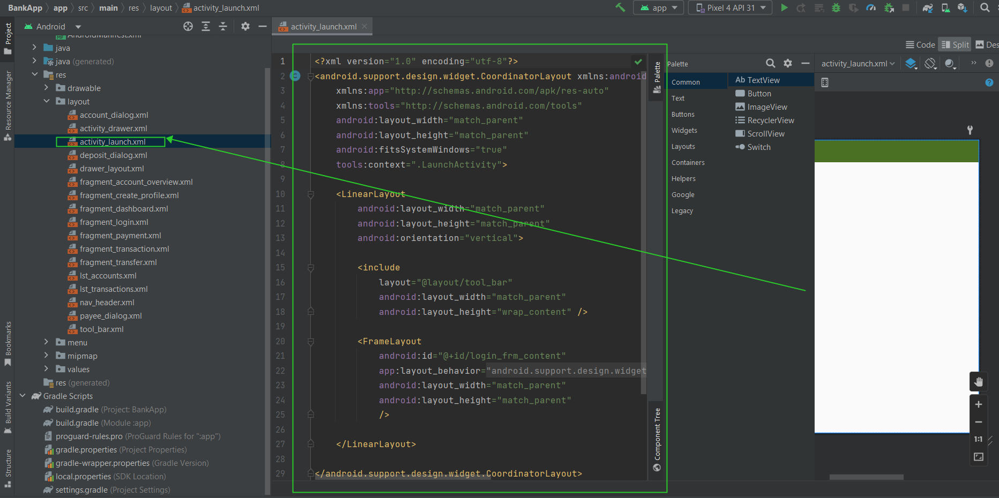 BankApp app src main res layout activity_launch.xml
app
Pixel 4 API 31
Project
Resource Manager
Bookmarks
Build Variants
Structure
Android
AndroidManifest.xml
java
java (generated)
res
drawable
layout
account_dialog.xml
activity_drawer.xml
activity_launch.xml
deposit_dialog.xml
drawer_layout.xml
fragment_account_overview.xml
fragment_create_profile.xml
fragment_dashboard.xml
fragment_login.xml
fragment_payment.xml
fragment_transaction.xml
fragment_transfer.xml
lst_accounts.xml
lst_transactions.xml
nav_header.xml
payee_dialog.xml
tool_bar.xml
menu
mipmap
values
res (generated)
Gradle Scripts
build.gradle (Project: BankApp)
build.gradle (Module :app)
proguard-rules.pro (ProGuard Rules for ":app")
gradle.properties (Project Properties)
gradle-wrapper.properties (Gradle Version)
local.properties (SDK Location)
settings.gradle (Project Settings)
activity_launch.xml
Code Split Des
1 <?xml version="1.0" encoding="utf-8"?>
2 <android.support.design.widget.CoordinatorLayout xmlns:android
3 xmlns:app="http://schemas.android.com/apk/res-auto"
4 xmlns:tools="http://schemas.android.com/tools"
5 android:layout_width="match_parent"
6 android:layout_height="match_parent"
7 android:fitsSystemWindows="true"
8 tools:context=".LaunchActivity">
9
10 <LinearLayout
11 android:layout_width="match_parent"
12 android:layout_height="match_parent"
13 android:orientation="vertical">
14
15 <include
16 layout="@layout/tool_bar"
17 android:layout_width="match_parent"
18 android:layout_height="wrap_content" />
19
20 <FrameLayout
21 android:id="@+id/login_frm_content"
22 app:layout_behavior="android.support.design.widget
23 android:layout_width="match_parent"
24 android:layout_height="match_parent"
25 />
26
27 </LinearLayout>
28
29 </android.support.design.widget.CoordinatorLayout>
Palette
Component Tree
Palette
Common
Text
Buttons
Widgets
Layouts
Containers
Helpers
Google
Legacy
Ab TextView
Button
ImageView
RecyclerView
ScrollView
Switch
activity_launch.xml
1:1